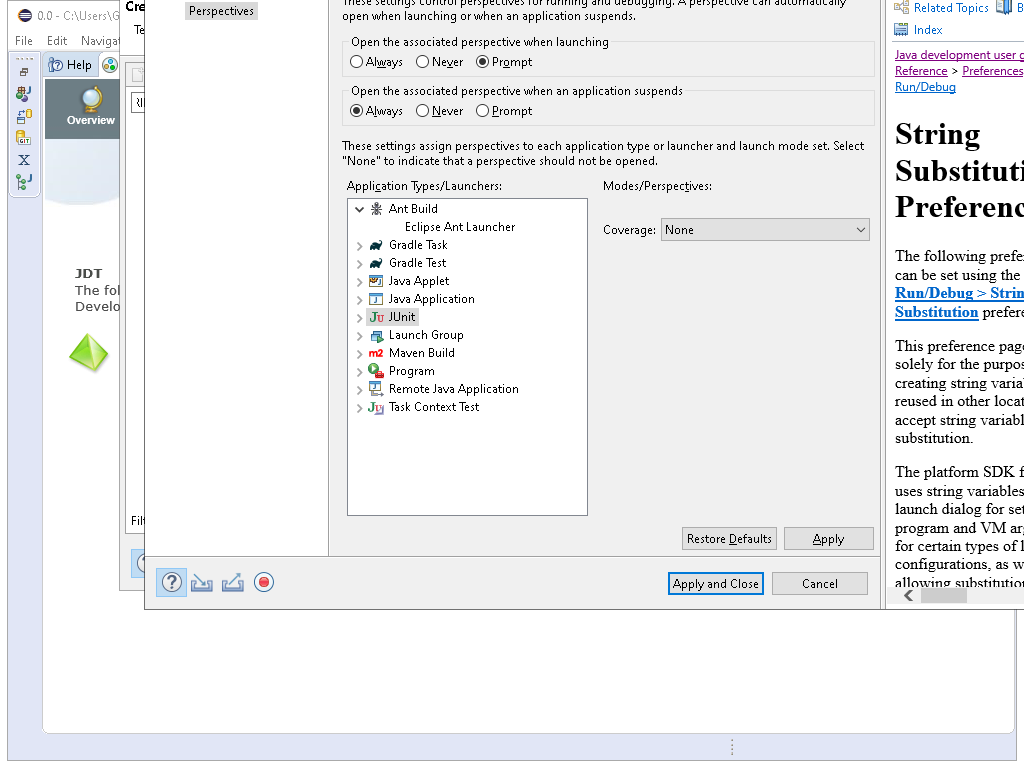 0.0 - C:\Users\G
File Edit Navigat
Help
Overview
JDT
The fol
Develo
Cre
Te
Filt
Perspectives
These settings control perspectives for running and debugging. A perspective can automatically
open when launching or when an application suspends.
Open the associated perspective when launching
Always Never Prompt
Open the associated perspective when an application suspends
Always Never Prompt
These settings assign perspectives to each application type or launcher and launch mode set. Select
"None" to indicate that a perspective should not be opened.
Application Types/Launchers:
Modes/Perspectives:
Ant Build
Eclipse Ant Launcher
Gradle Task
Gradle Test
Java Applet
Java Application
JUnit
Launch Group
Maven Build
Program
Remote Java Application
Task Context Test
Coverage: None
Restore Defaults Apply
Apply and Close Cancel
Related Topics B
Index
Java development user g
Reference > Preferences
Run/Debug
String
Substituti
Preferenc
The following prefer
can be set using the
Run/Debug > Strin
Substitution prefere
This preference page
solely for the purpos
creating string varia
reused in other locat
accept string variabl
substitution.
The platform SDK f
uses string variables
launch dialog for set
program and VM arg
for certain types of l
configurations, as w
allowing substitution